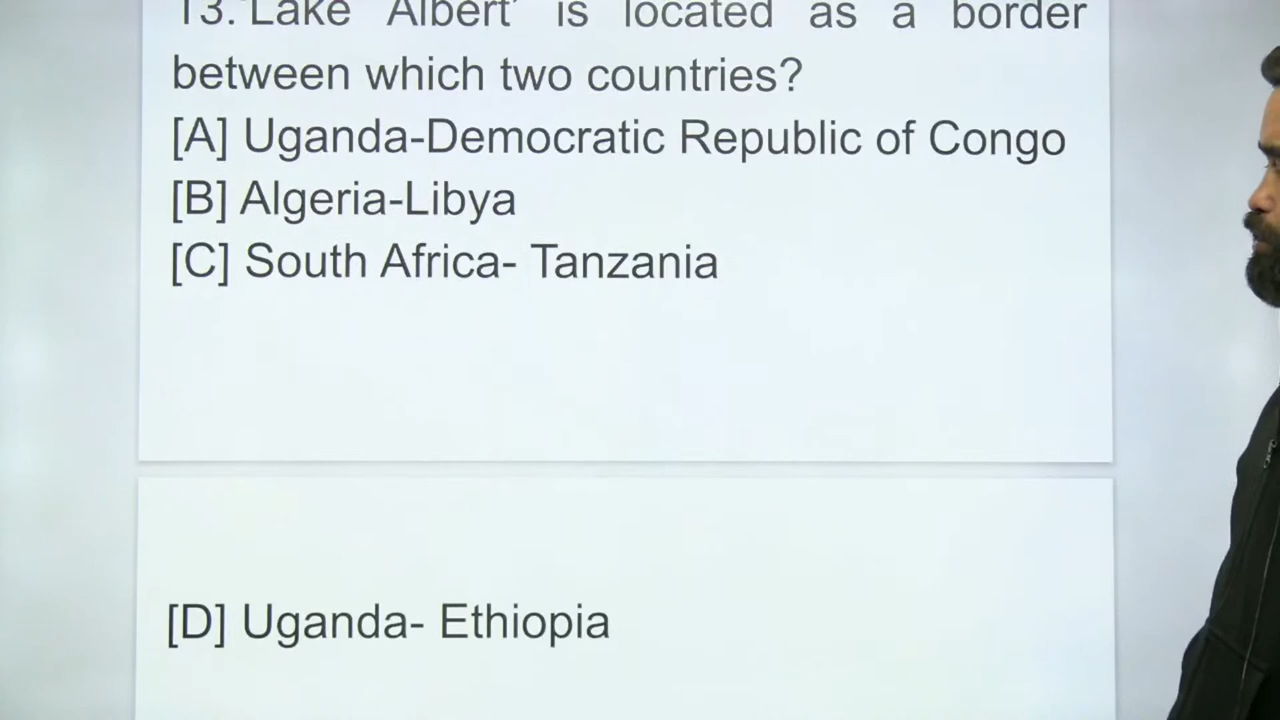 13. 'Lake Albert' is located as a border
between which two countries?
[A] Uganda-Democratic Republic of Congo
[B] Algeria-Libya
[C] South Africa- Tanzania
[D] Uganda- Ethiopia